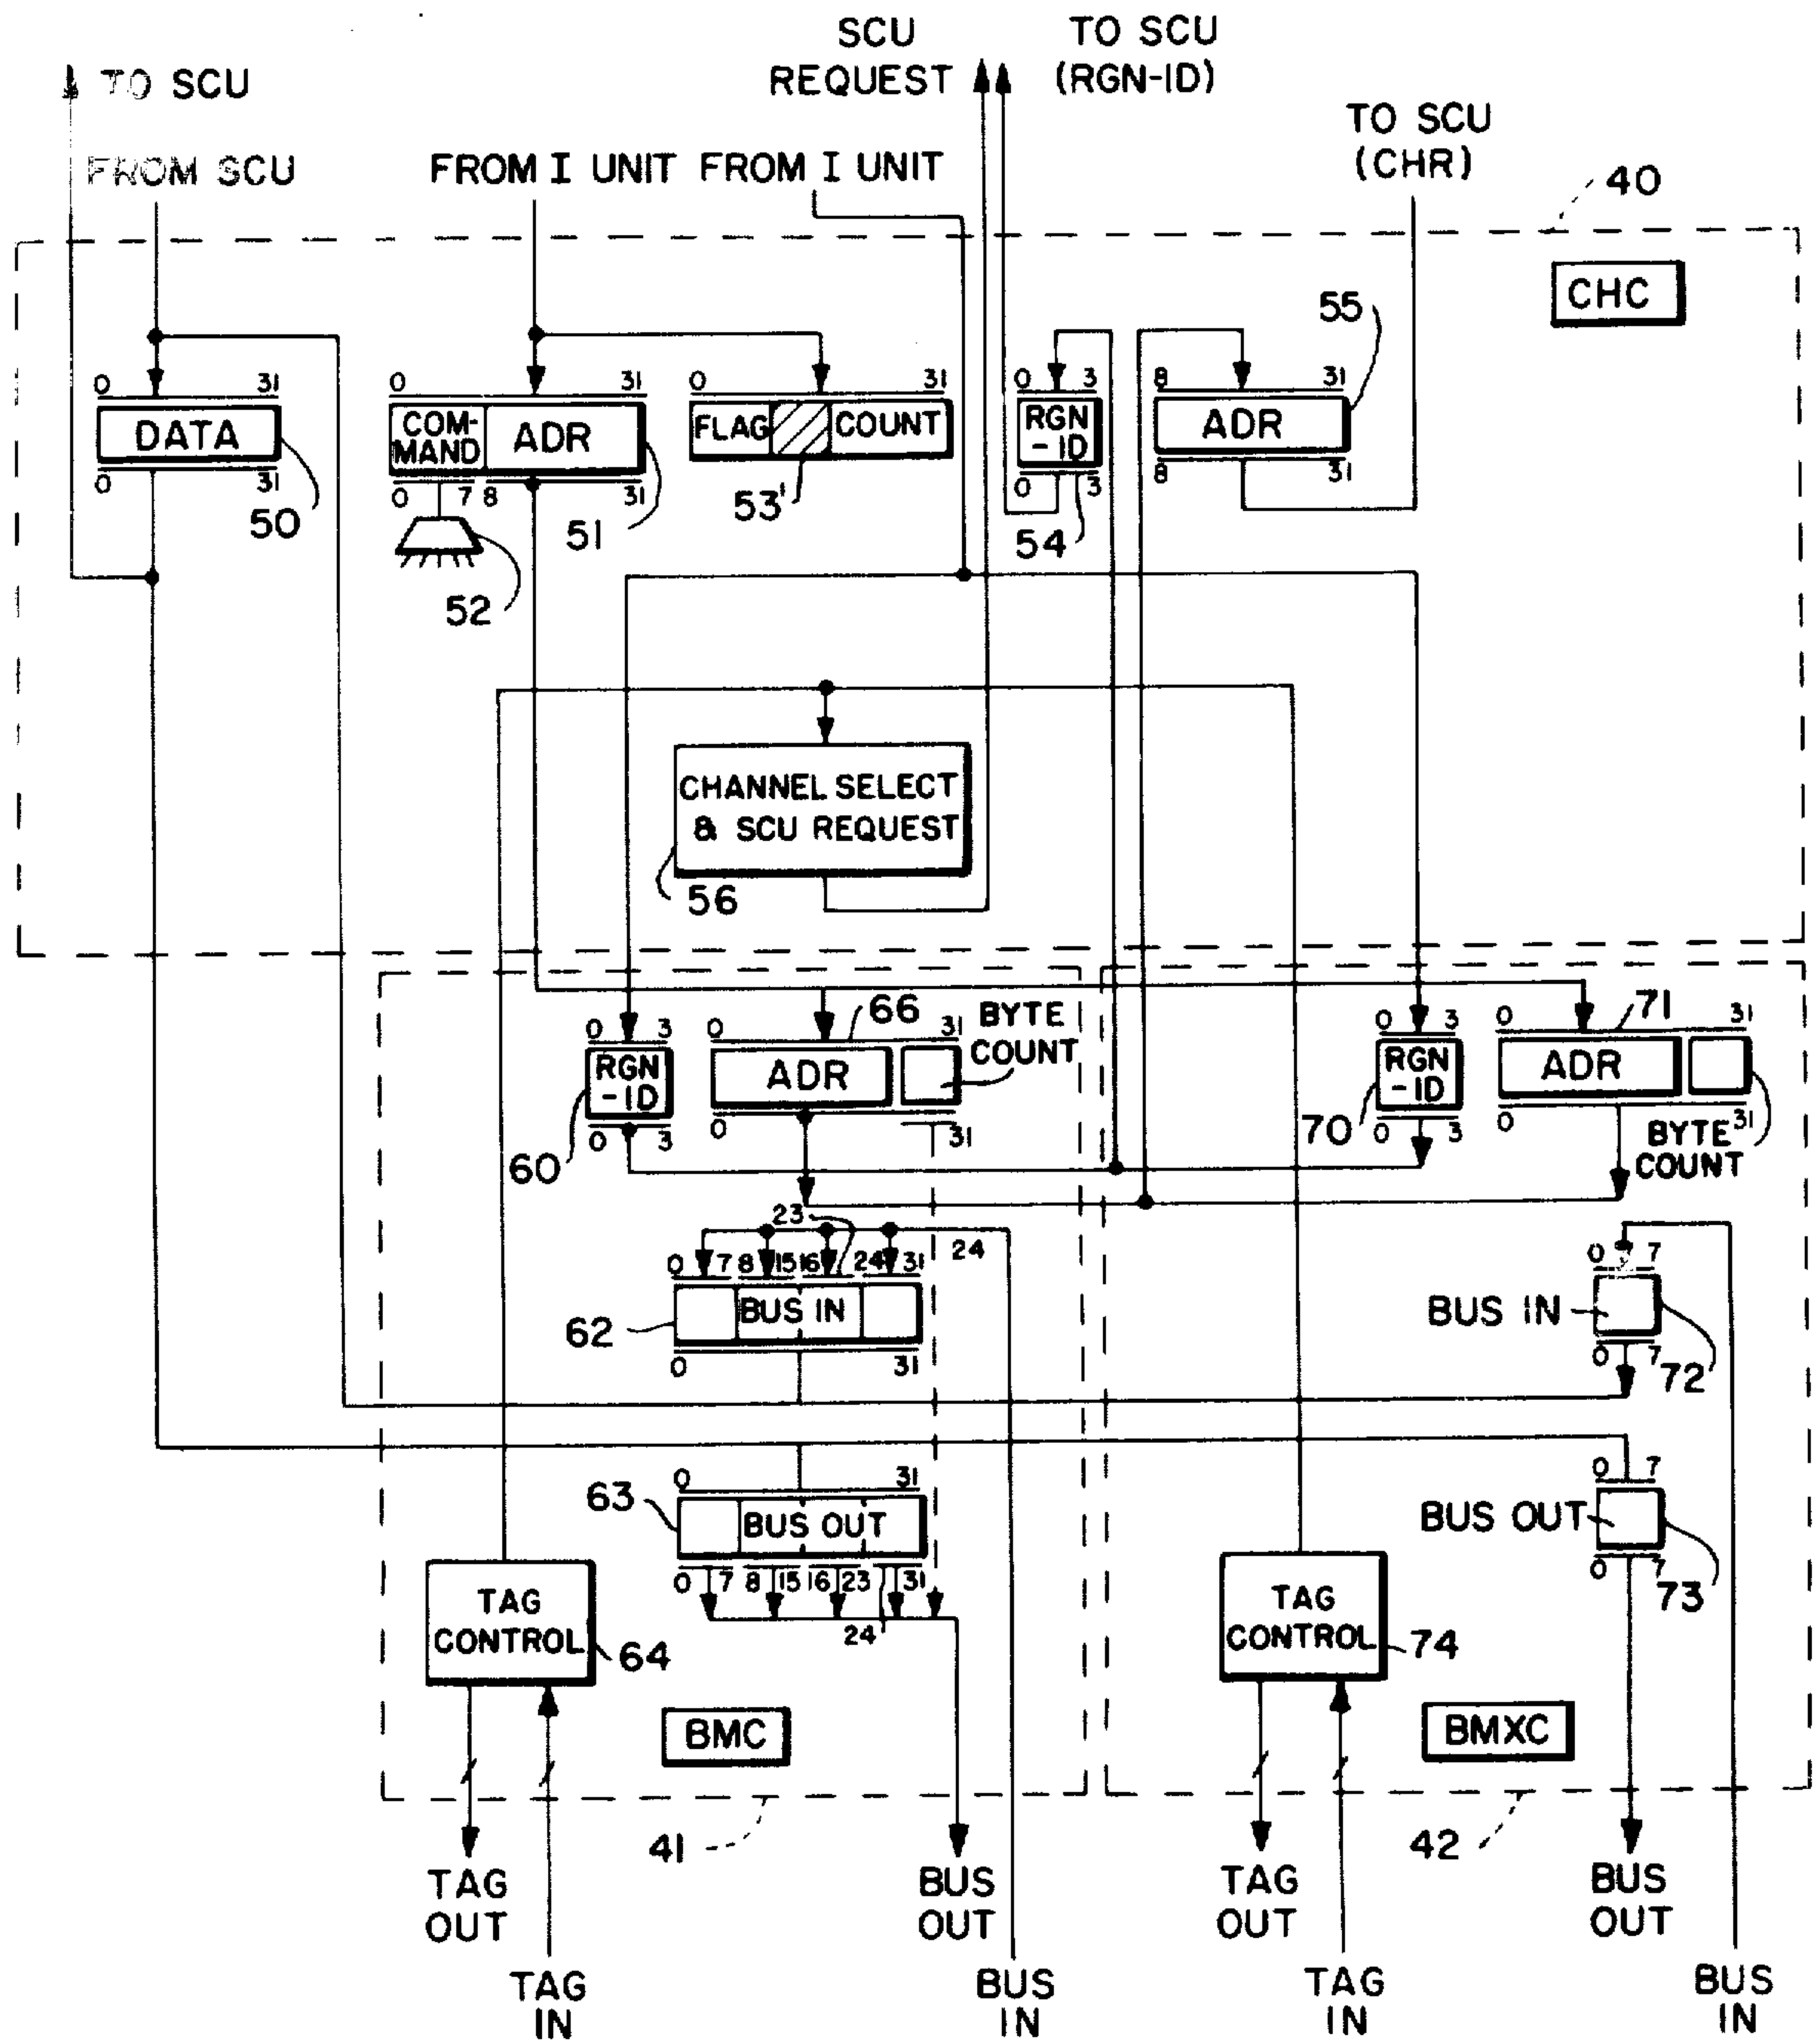 SCU
REQUEST
TO SCU
(RGN-ID)
TO SCU
FROM SCU
FROM I UNIT
FROM I UNIT
TO SCU
(CHR)
40
CHC
0 31
DATA
0 31
50
0 31
COM-
MAND
ADR
0 7 8 31
51
52
0 31
FLAG
COUNT
53'
0 3
RGN
-ID
0 3
54
55
8 31
ADR
8 31
CHANNEL SELECT
& SCU REQUEST
56
0 3
RGN
-ID
0 3
60
66
0 31
ADR
BYTE
COUNT
0 31
0 3
RGN
-ID
0 3
70
71
0 31
ADR
0 31
BYTE
COUNT
23
24
0 7 8 15 16 24 31
BUS IN
62
0 31
0 7
BUS IN
0 7
72
0 31
63
BUS OUT
0 7 8 15 16 23 31
24
0 7
BUS OUT
0 7
73
TAG
CONTROL
64
TAG
CONTROL
74
BMC
BMXC
41
42
TAG
OUT
TAG
IN
BUS
OUT
BUS
IN
TAG
OUT
TAG
IN
BUS
OUT
BUS
IN